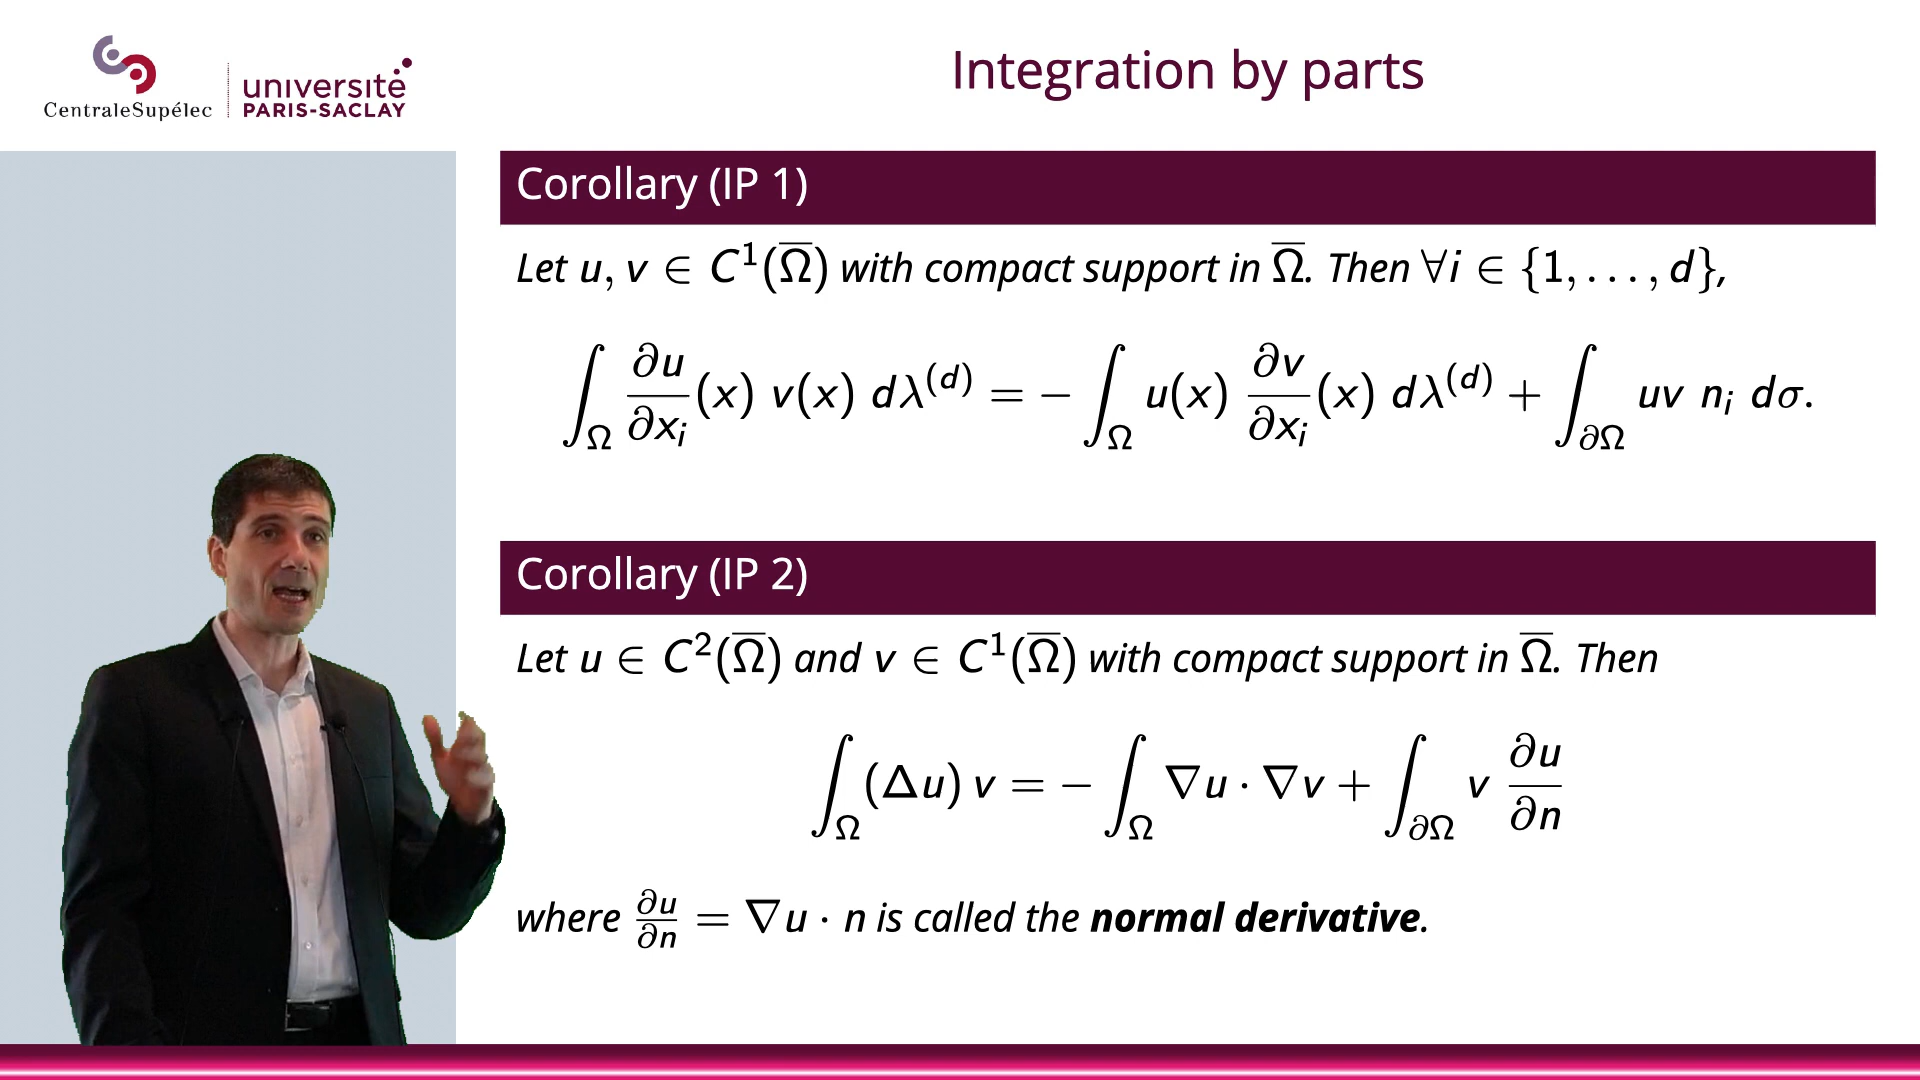 CentraleSupélec
université
PARIS-SACLAY
Integration by parts
Corollary (IP 1)
Let u, v ∈ C¹(Ω̅) with compact support in Ω̅. Then ∀i ∈ {1, . . . , d},
∫_Ω ∂u/∂x_i (x) v(x) dλ^(d) = − ∫_Ω u(x) ∂v/∂x_i (x) dλ^(d) + ∫_∂Ω uv n_i dσ.
Corollary (IP 2)
Let u ∈ C²(Ω̅) and v ∈ C¹(Ω̅) with compact support in Ω̅. Then
∫_Ω (Δu) v = − ∫_Ω ∇u · ∇v + ∫_∂Ω v ∂u/∂n
where ∂u/∂n = ∇u · n is called the normal derivative.